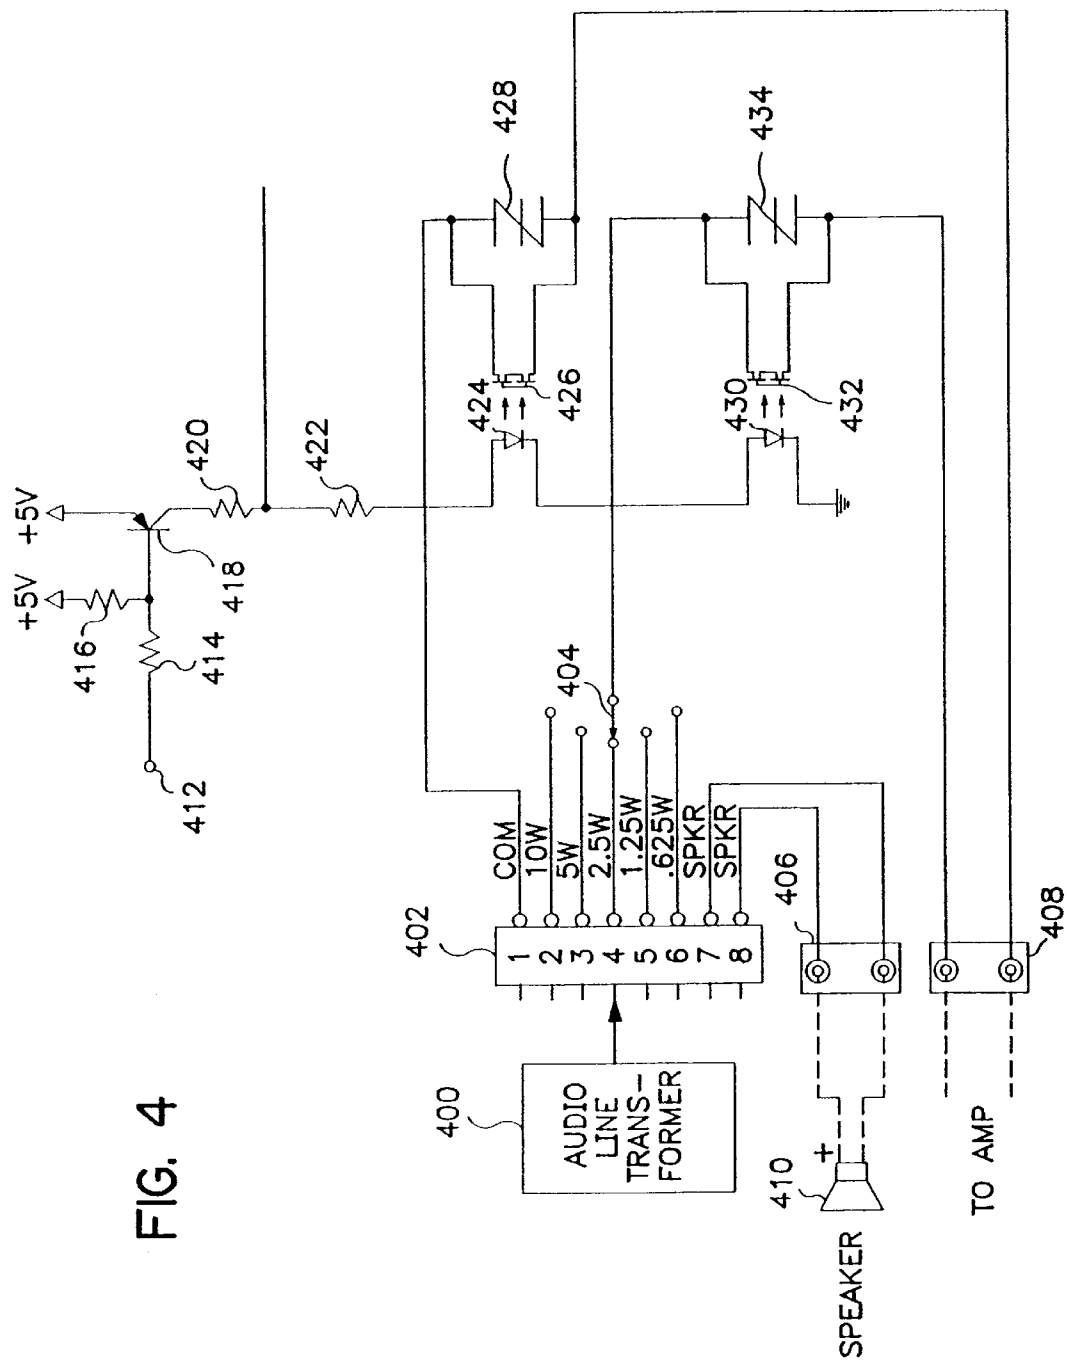 FIG. 4
+5V
+5V
416
418
414
412
420
422
424
426
428
430
432
434
404
402
COM
10W
5W
2.5W
1.25W
.625W
SPKR
SPKR
1
2
3
4
5
6
7
8
400
AUDIO
LINE
TRANS-
FORMER
406
408
410
+
SPEAKER
TO AMP